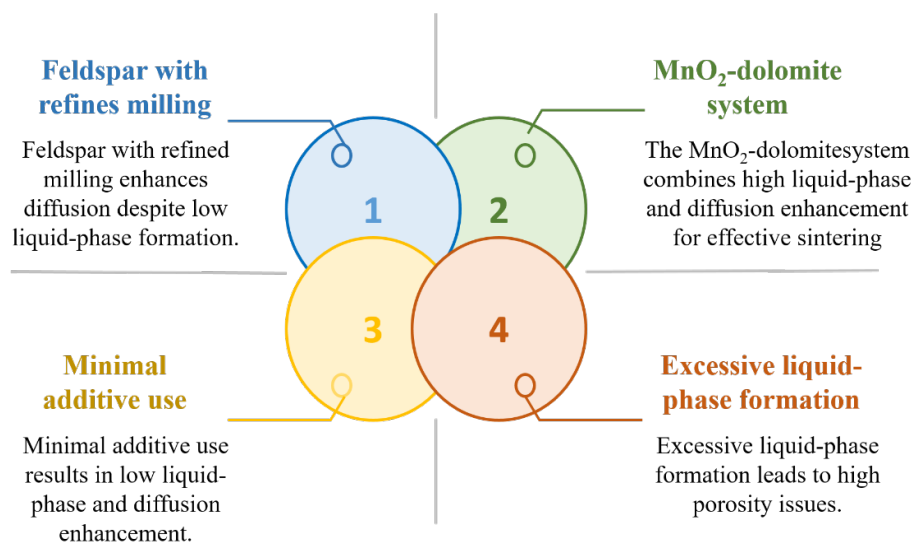 Feldspar with
refines milling
Feldspar with refined
milling enhances
diffusion despite low
liquid-phase formation.
1
MnO₂-dolomite
system
The MnO₂-dolomitesystem
combines high liquid-phase
and diffusion enhancement
for effective sintering
2
Minimal
additive use
Minimal additive use
results in low liquid-
phase and diffusion
enhancement.
3
Excessive liquid-
phase formation
Excessive liquid-phase
formation leads to high
porosity issues.
4